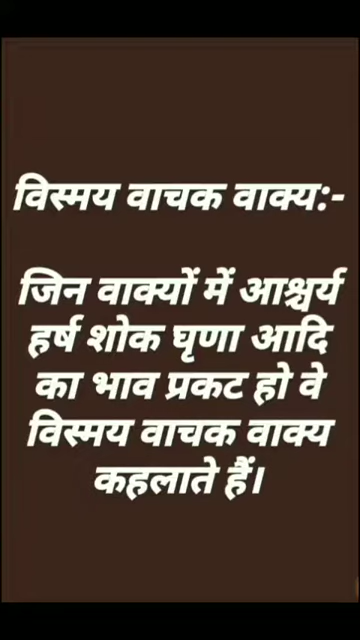 विस्मय वाचक वाक्य:-
जिन वाक्यों में आश्चर्य
हर्ष शोक घृणा आदि
का भाव प्रकट हो वे
विस्मय वाचक वाक्य
कहलाते हैं।